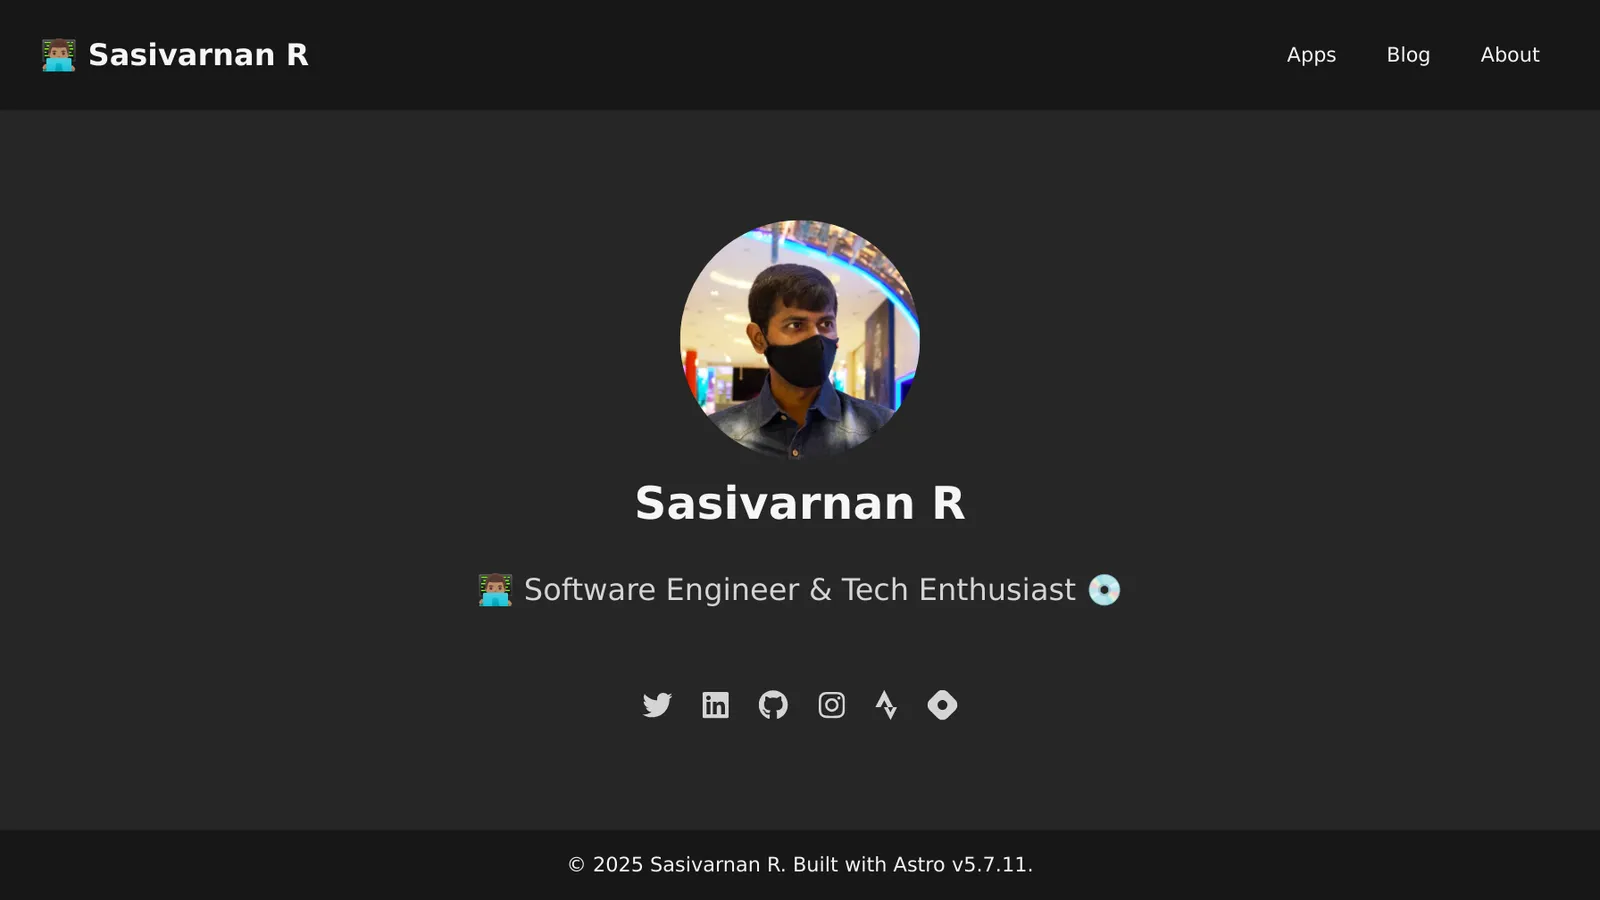 👨🏽‍💻 Sasivarnan R
Apps Blog About
Sasivarnan R
👨🏽‍💻 Software Engineer & Tech Enthusiast 💿
© 2025 Sasivarnan R. Built with Astro v5.7.11.